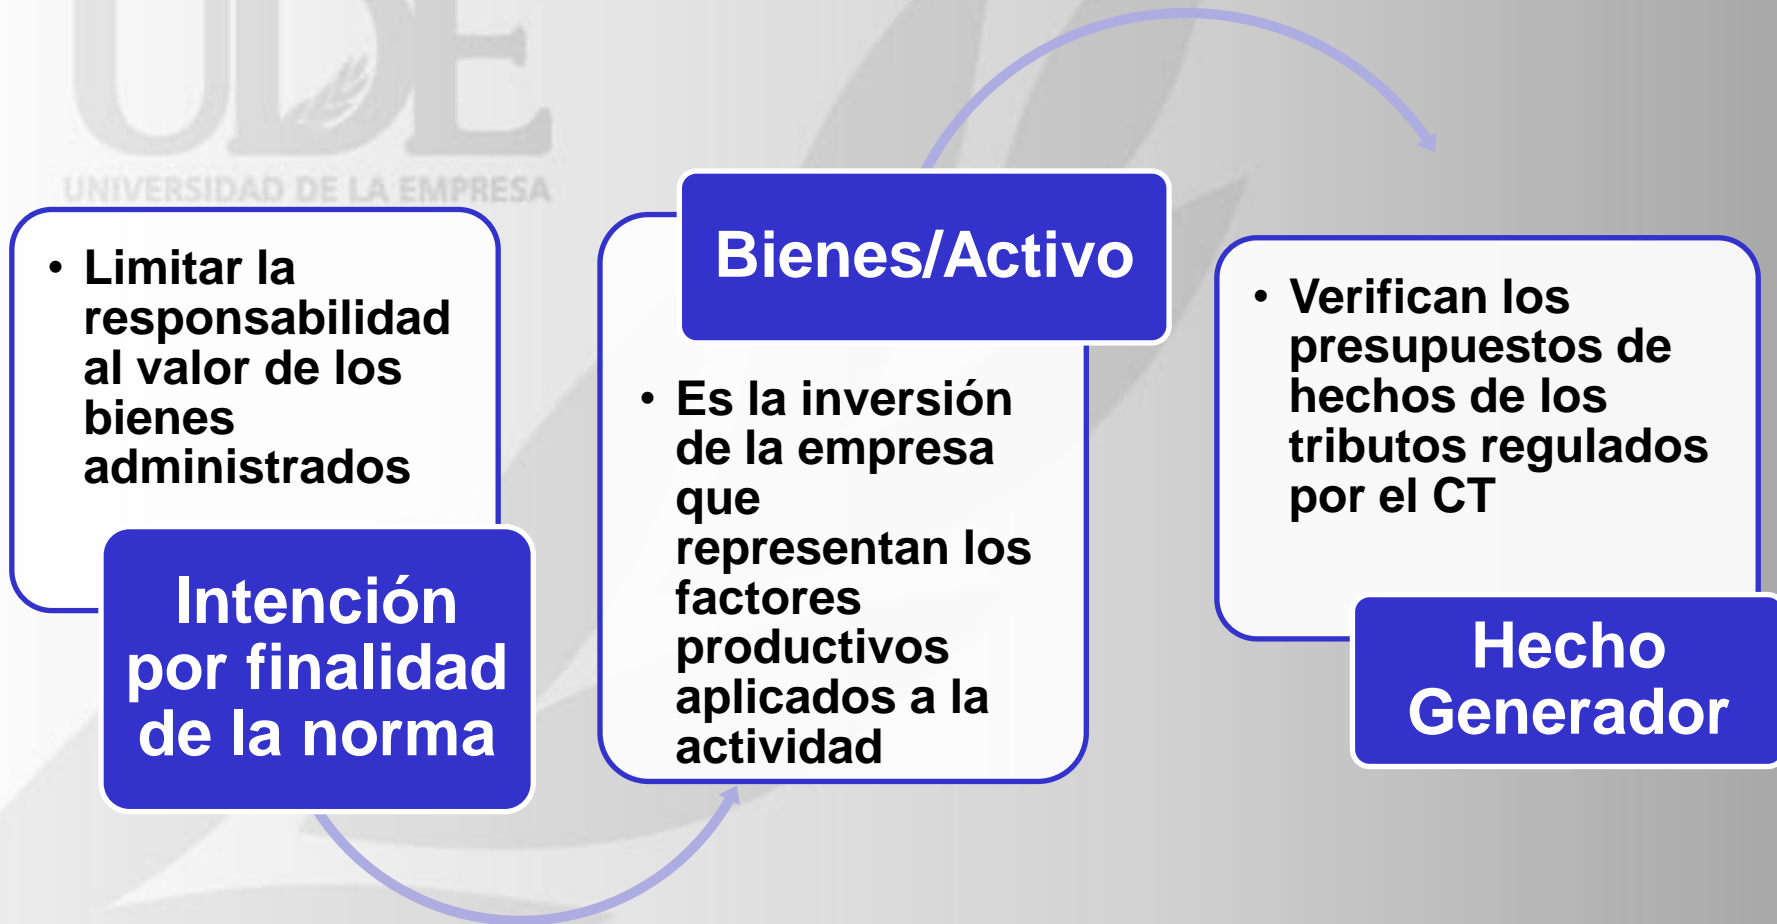 UDE
UNIVERSIDAD DE LA EMPRESA
• Limitar la
responsabilidad
al valor de los
bienes
administrados
Intención
por finalidad
de la norma
Bienes/Activo
• Es la inversión
de la empresa
que
representan los
factores
productivos
aplicados a la
actividad
• Verifican los
presupuestos de
hechos de los
tributos regulados
por el CT
Hecho
Generador